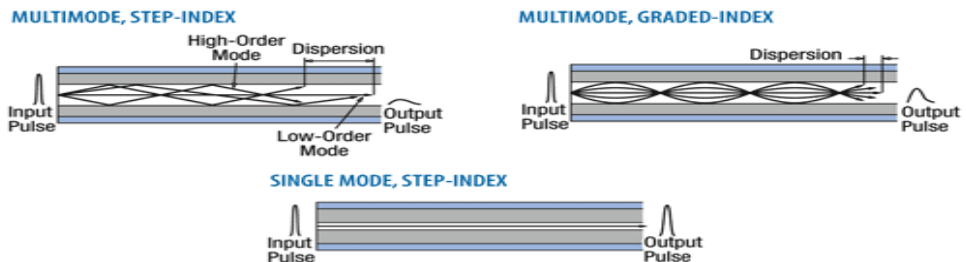 MULTIMODE, STEP-INDEX
High-Order
Mode
Dispersion
Input
Pulse
Output
Pulse
Low-Order
Mode
MULTIMODE, GRADED-INDEX
Dispersion
Input
Pulse
Output
Pulse
SINGLE MODE, STEP-INDEX
Input
Pulse
Output
Pulse